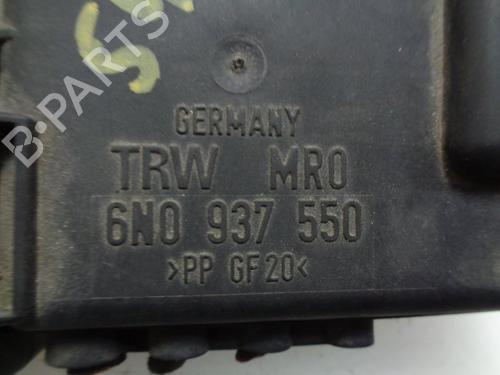 B-PARTS
GERMANY
TRW MRO
6N0 937 550
>PP GF20<